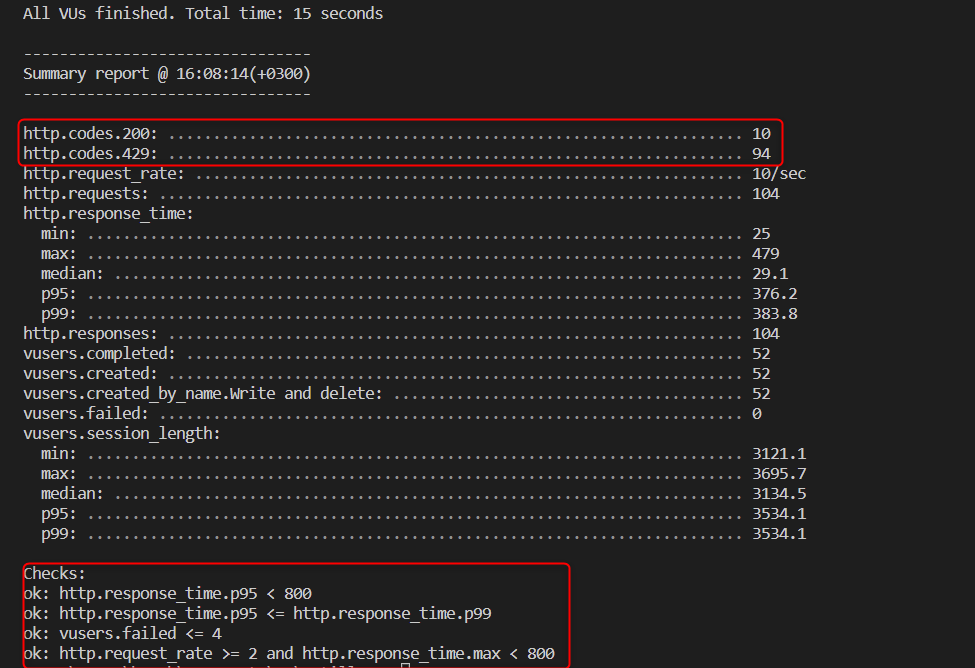 All VUs finished. Total time: 15 seconds
--------------------------------
Summary report @ 16:08:14(+0300)
--------------------------------
http.codes.200: ................................................................ 10
http.codes.429: ................................................................ 94
http.request_rate: ............................................................. 10/sec
http.requests: ................................................................. 104
http.response_time:
  min: ......................................................................... 25
  max: ......................................................................... 479
  median: ...................................................................... 29.1
  p95: ......................................................................... 376.2
  p99: ......................................................................... 383.8
http.responses: ................................................................ 104
vusers.completed: .............................................................. 52
vusers.created: ................................................................ 52
vusers.created_by_name.Write and delete: ....................................... 52
vusers.failed: ................................................................. 0
vusers.session_length:
  min: ......................................................................... 3121.1
  max: ......................................................................... 3695.7
  median: ...................................................................... 3134.5
  p95: ......................................................................... 3534.1
  p99: ......................................................................... 3534.1
Checks:
ok: http.response_time.p95 < 800
ok: http.response_time.p95 <= http.response_time.p99
ok: vusers.failed <= 4
ok: http.request_rate >= 2 and http.response_time.max < 800